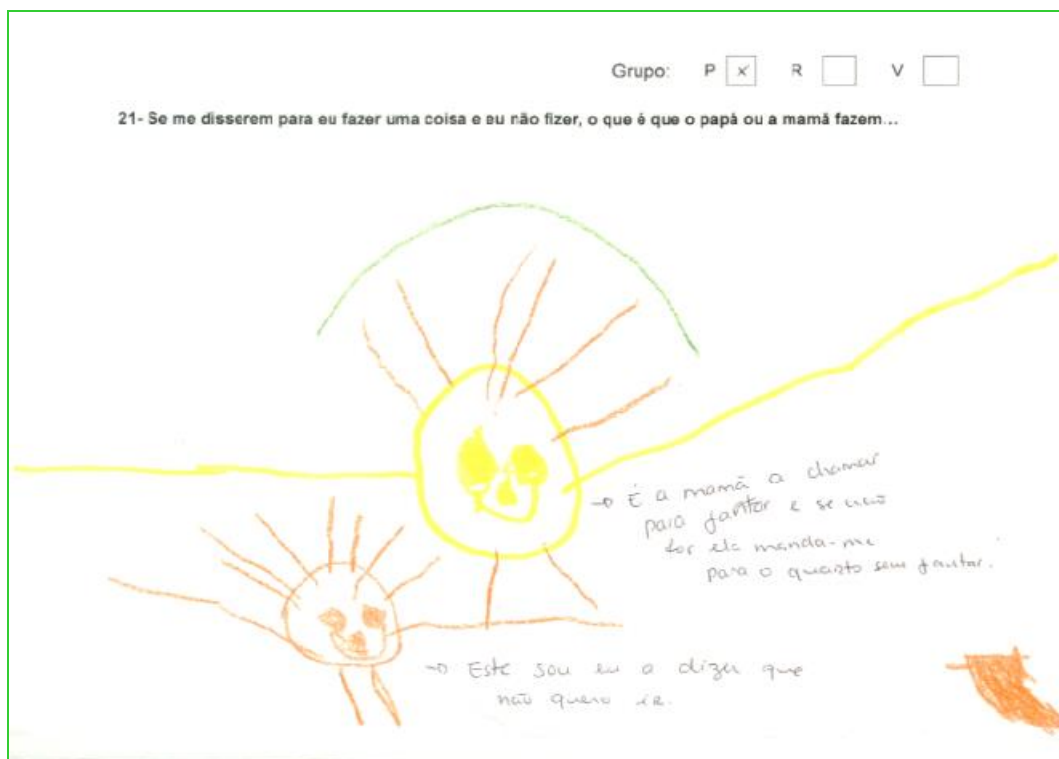 Grupo: P x R V
21- Se me disserem para eu fazer uma coisa e eu não fizer, o que é que o papá ou a mamã fazem...
→ É a mamã a chamar
para jantar e se não
for ela manda-me
para o quarto sem jantar.
→ Este sou eu a dizer que
não quero ir.